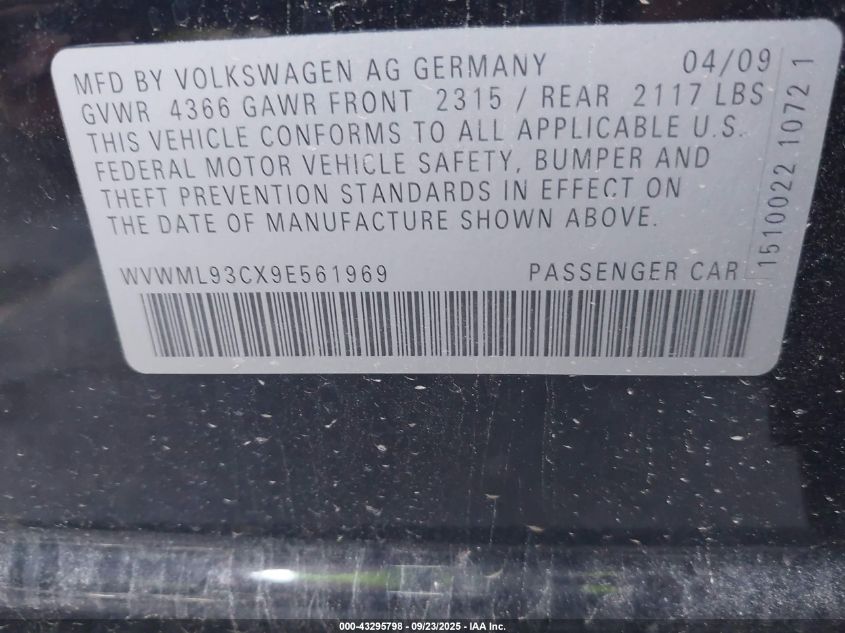 MFD BY VOLKSWAGEN AG GERMANY 04/09
GVWR 4366 GAWR FRONT 2315 / REAR 2117 LBS
THIS VEHICLE CONFORMS TO ALL APPLICABLE U.S.
FEDERAL MOTOR VEHICLE SAFETY, BUMPER AND
THEFT PREVENTION STANDARDS IN EFFECT ON
THE DATE OF MANUFACTURE SHOWN ABOVE.
WVWML93CX9E561969 PASSENGER CAR
1510022 1072 1
000-43295798 - 09/23/2025 - IAA Inc.